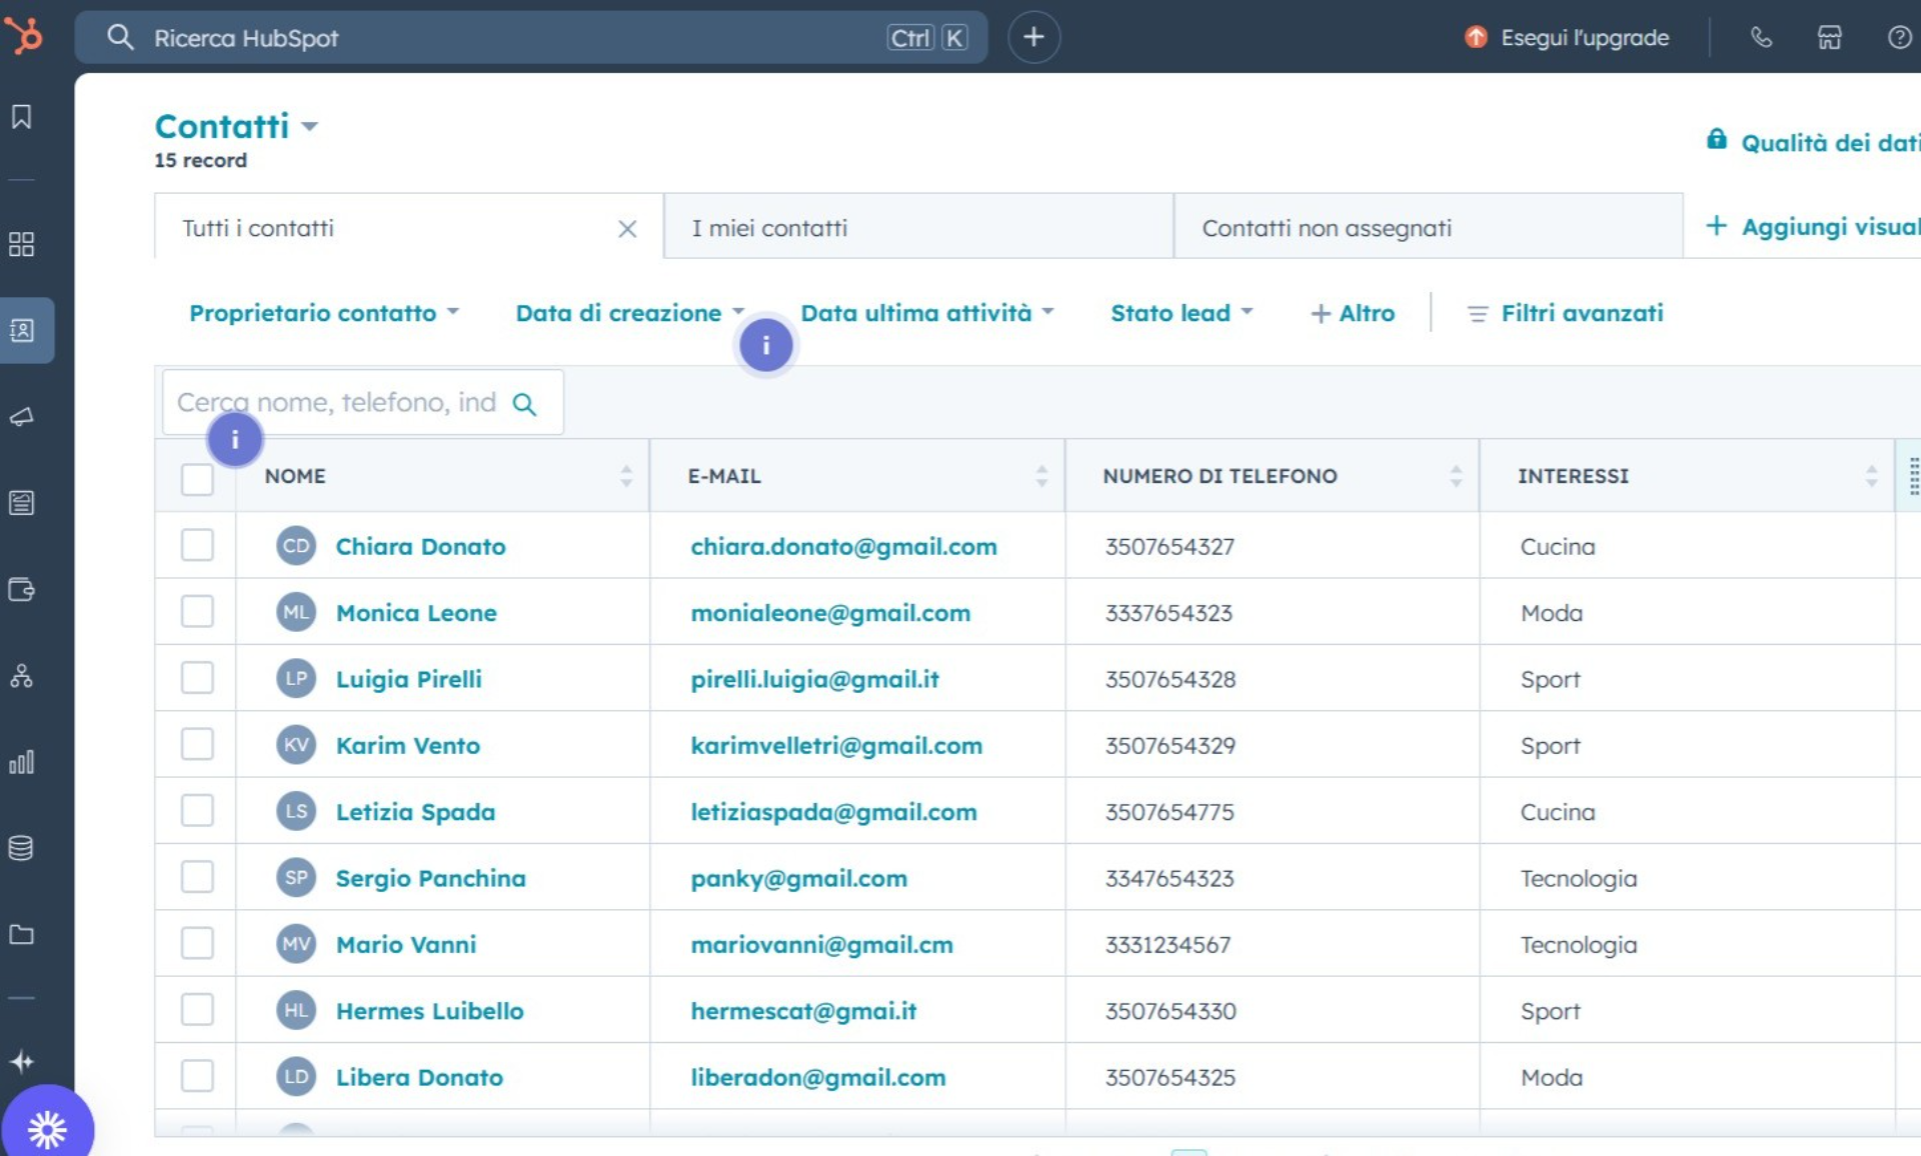 Ricerca HubSpot Ctrl K + Esegui l'upgrade ?
Contatti
15 record
Qualità dei dati
Tutti i contatti × I miei contatti Contatti non assegnati + Aggiungi visual
Proprietario contatto Data di creazione Data ultima attività Stato lead + Altro Filtri avanzati
i
Cerca nome, telefono, ind
i
NOME E-MAIL NUMERO DI TELEFONO INTERESSI
CD Chiara Donato chiara.donato@gmail.com 3507654327 Cucina
ML Monica Leone monialeone@gmail.com 3337654323 Moda
LP Luigia Pirelli pirelli.luigia@gmail.it 3507654328 Sport
KV Karim Vento karimvelletri@gmail.com 3507654329 Sport
LS Letizia Spada letiziaspada@gmail.com 3507654775 Cucina
SP Sergio Panchina panky@gmail.com 3347654323 Tecnologia
MV Mario Vanni mariovanni@gmail.cm 3331234567 Tecnologia
HL Hermes Luibello hermescat@gmai.it 3507654330 Sport
LD Libera Donato liberadon@gmail.com 3507654325 Moda